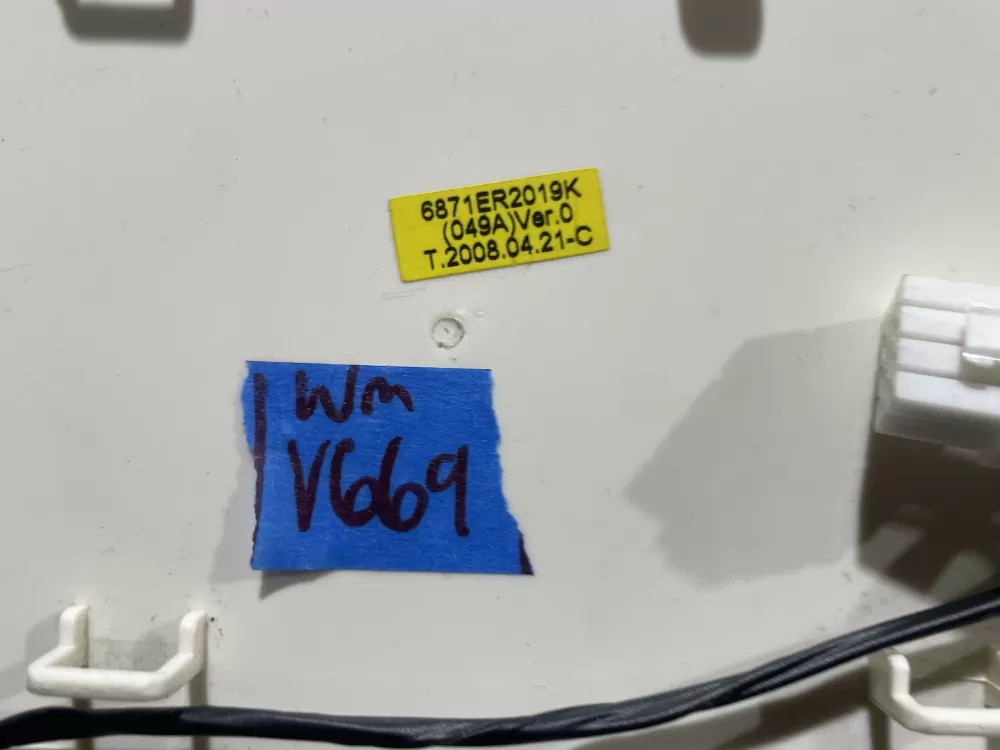 6871ER2019K
(049A)Ver.0
T.2008.04.21-C
Wm
V669